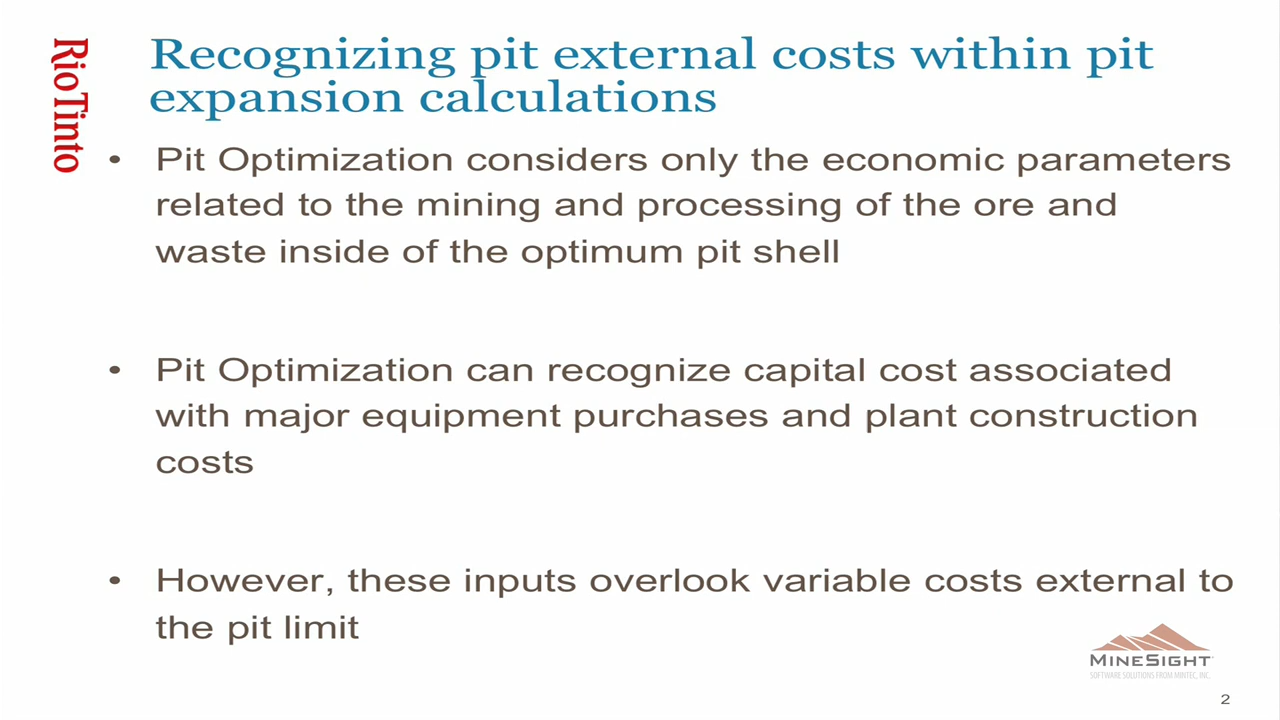 RioTinto
Recognizing pit external costs within pit
expansion calculations
• Pit Optimization considers only the economic parameters
related to the mining and processing of the ore and
waste inside of the optimum pit shell
• Pit Optimization can recognize capital cost associated
with major equipment purchases and plant construction
costs
• However, these inputs overlook variable costs external to
the pit limit
MINESIGHT
SOFTWARE SOLUTIONS FROM MINTEC, INC.
2